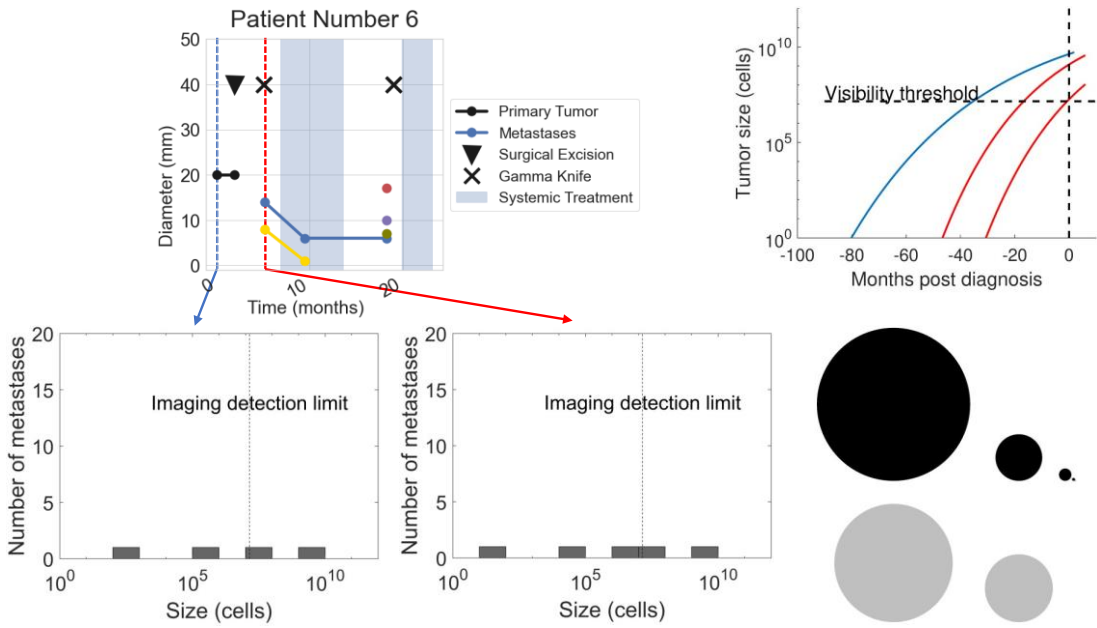 Patient Number 6
50
40
30
20
10
0
Diameter (mm)
0
10
20
Time (months)
Primary Tumor
Metastases
Surgical Excision
Gamma Knife
Systemic Treatment
10^10
10^5
10^0
Tumor size (cells)
Visibility threshold
-100
-80
-60
-40
-20
0
Months post diagnosis
20
15
10
5
0
Number of metastases
Imaging detection limit
10^0
10^5
10^10
Size (cells)
20
15
10
5
0
Number of metastases
Imaging detection limit
10^0
10^5
10^10
Size (cells)